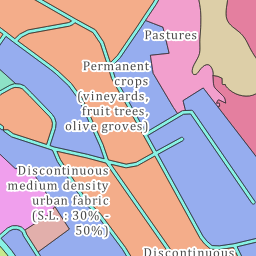 Pastures
Permanent
crops
(vineyards,
fruit trees,
olive groves)
Discontinuous
medium density
urban fabric
(S.L. : 30% -
50%)
Discontinuous